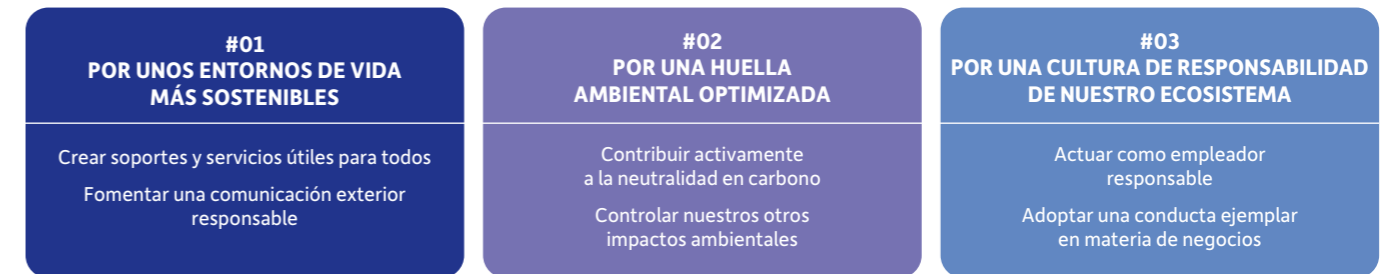 #01
POR UNOS ENTORNOS DE VIDA
MÁS SOSTENIBLES
Crear soportes y servicios útiles para todos
Fomentar una comunicación exterior
responsable
#02
POR UNA HUELLA
AMBIENTAL OPTIMIZADA
Contribuir activamente
a la neutralidad en carbono
Controlar nuestros otros
impactos ambientales
#03
POR UNA CULTURA DE RESPONSABILIDAD
DE NUESTRO ECOSISTEMA
Actuar como empleador
responsable
Adoptar una conducta ejemplar
en materia de negocios